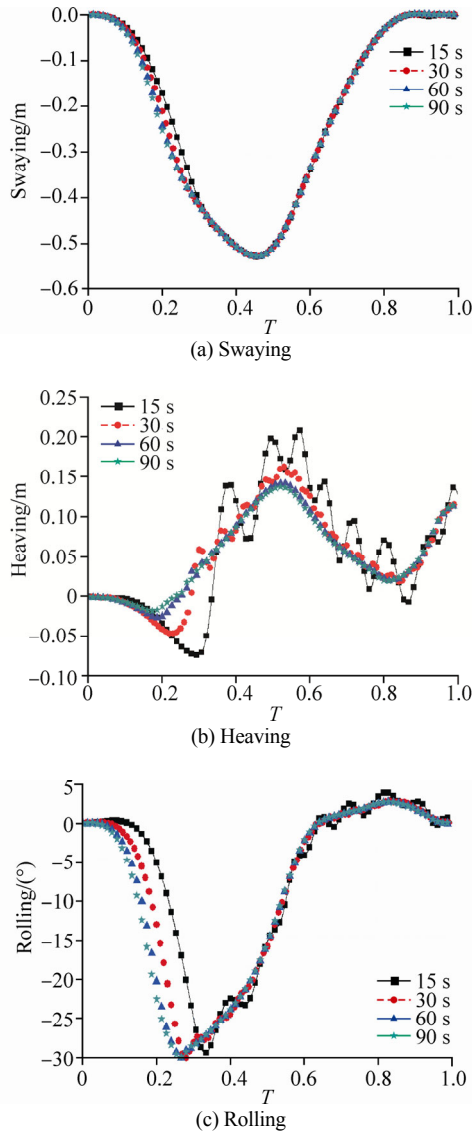 0.0
−0.1
−0.2
−0.3
−0.4
−0.5
−0.6
Swaying/m
15 s
30 s
60 s
90 s
0 0.2 0.4 0.6 0.8 1.0
T
(a) Swaying
0.25
0.20
0.15
0.10
0.05
0
−0.05
−0.10
Heaving/m
15 s
30 s
60 s
90 s
0 0.2 0.4 0.6 0.8 1.0
T
(b) Heaving
5
0
−5
−10
−15
−20
−25
−30
Rolling/(°)
15 s
30 s
60 s
90 s
0 0.2 0.4 0.6 0.8 1.0
T
(c) Rolling